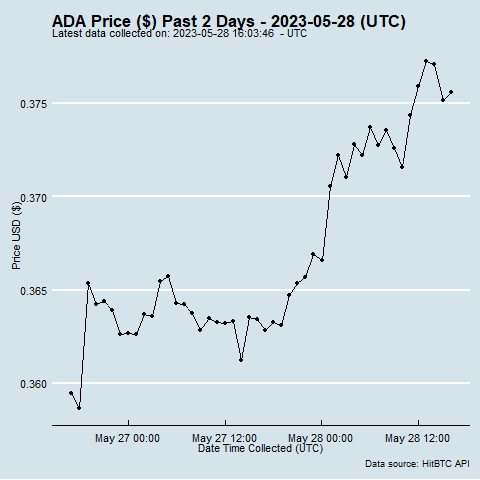 ADA Price ($) Past 2 Days - 2023-05-28 (UTC)
Latest data collected on: 2023-05-28 16:03:46  - UTC
0.375
0.370
Price USD ($)
0.365
0.360
May 27 00:00
May 27 12:00
May 28 00:00
May 28 12:00
Date Time Collected (UTC)
Data source: HitBTC API